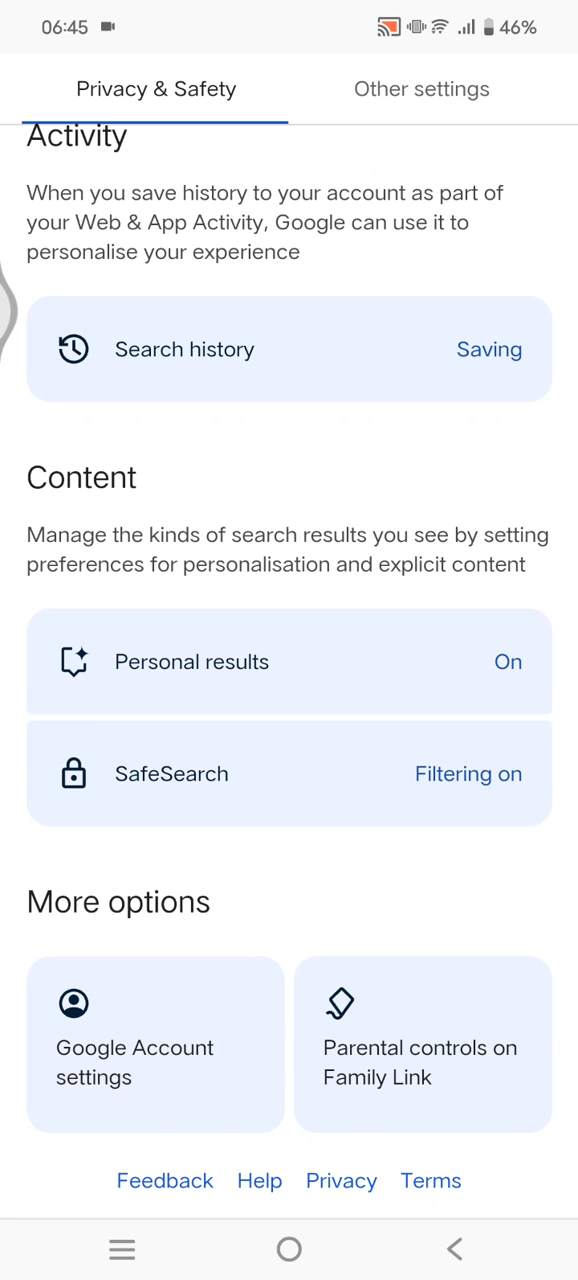 06:45
46%
Privacy & Safety
Other settings
Activity
When you save history to your account as part of
your Web & App Activity, Google can use it to
personalise your experience
Search history
Saving
Content
Manage the kinds of search results you see by setting
preferences for personalisation and explicit content
Personal results
On
SafeSearch
Filtering on
More options
Google Account
settings
Parental controls on
Family Link
Feedback Help Privacy Terms